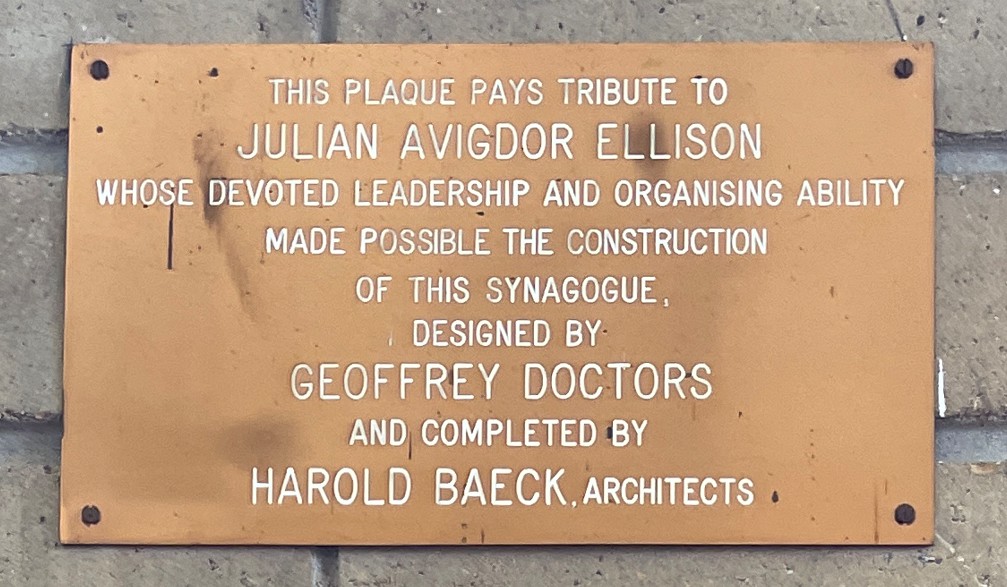 THIS PLAQUE PAYS TRIBUTE TO
JULIAN AVIGDOR ELLISON
WHOSE DEVOTED LEADERSHIP AND ORGANISING ABILITY
MADE POSSIBLE THE CONSTRUCTION
OF THIS SYNAGOGUE,
DESIGNED BY
GEOFFREY DOCTORS
AND COMPLETED BY
HAROLD BAECK, ARCHITECTS